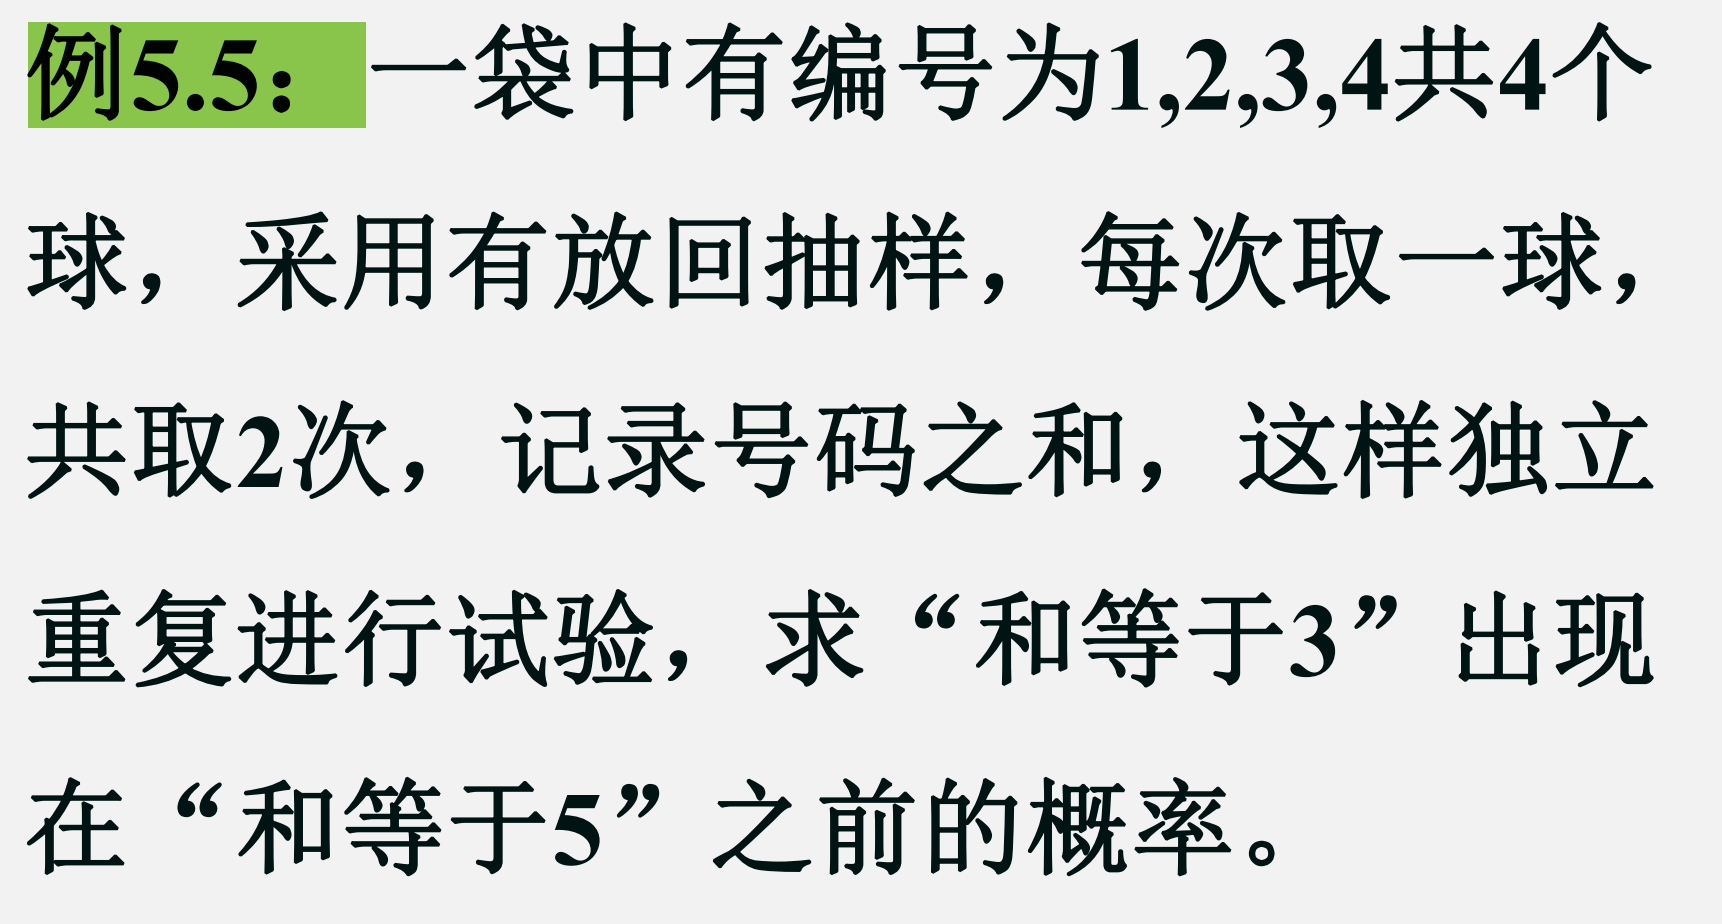 例5.5：一袋中有编号为1,2,3,4共4个
球，采用有放回抽样，每次取一球，
共取2次，记录号码之和，这样独立
重复进行试验，求“和等于3”出现
在“和等于5”之前的概率。